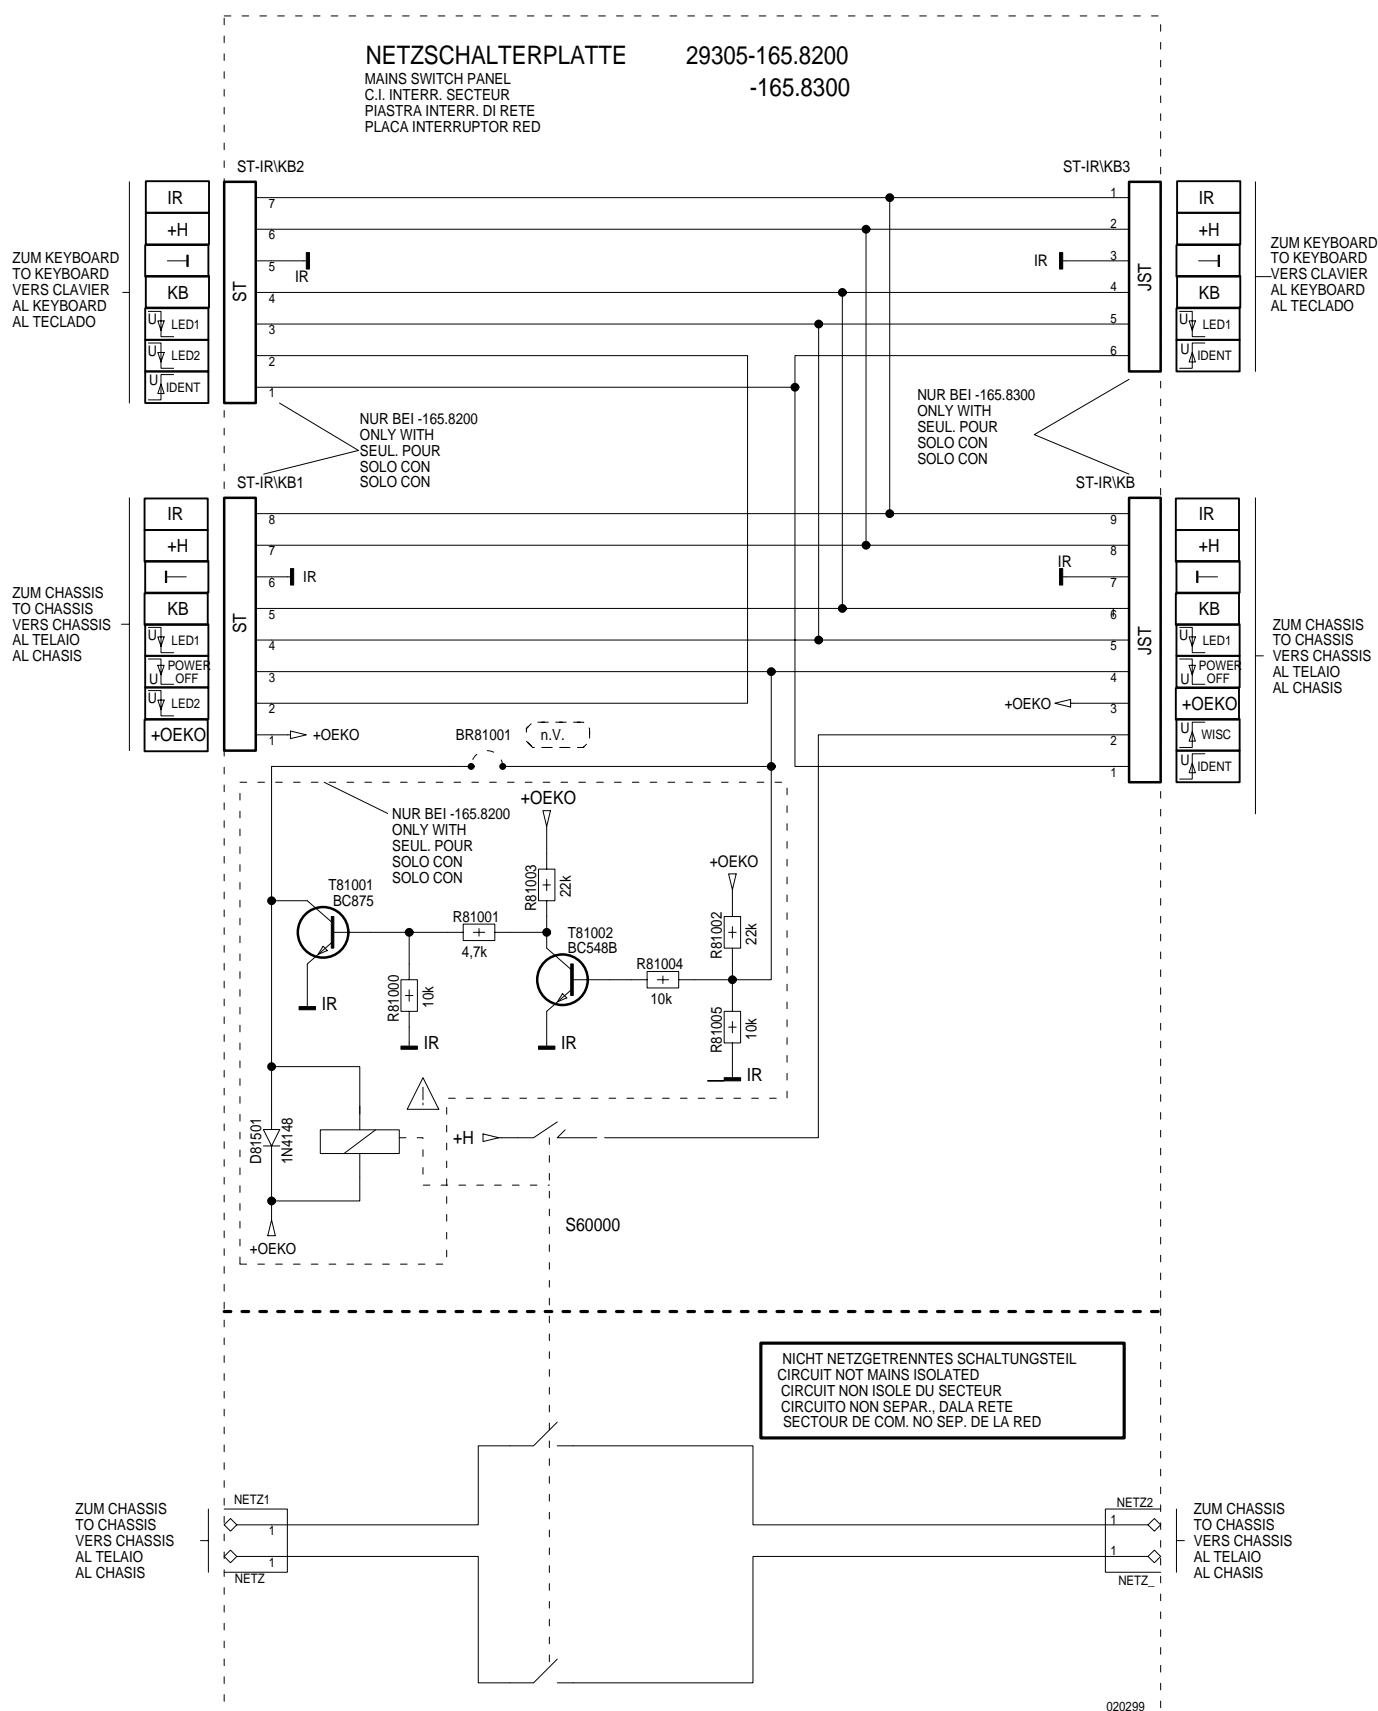 NETZSCHALTERPLATTE 29305-165.8200
MAINS SWITCH PANEL -165.8300
C.I. INTERR. SECTEUR
PIASTRA INTERR. DI RETE
PLACA INTERRUPTOR RED
ST-IR\KB2
ZUM KEYBOARD
TO KEYBOARD
VERS CLAVIER
AL KEYBOARD
AL TECLADO
IR
+H
KB
U LED1
U LED2
U IDENT
ST
7
6
5
4
3
2
1
IR
ST-IR\KB3
1
2
3
4
5
6
IR
JST
IR
+H
KB
U LED1
U IDENT
ZUM KEYBOARD
TO KEYBOARD
VERS CLAVIER
AL KEYBOARD
AL TECLADO
NUR BEI -165.8200
ONLY WITH
SEUL. POUR
SOLO CON
SOLO CON
NUR BEI -165.8300
ONLY WITH
SEUL. POUR
SOLO CON
SOLO CON
ST-IR\KB1
ZUM CHASSIS
TO CHASSIS
VERS CHASSIS
AL TELAIO
AL CHASIS
IR
+H
KB
U LED1
U POWER OFF
U LED2
+OEKO
ST
8
7
6
5
4
3
2
1
IR
+OEKO
ST-IR\KB
9
8
7
6
5
4
3
2
1
IR
+OEKO
JST
IR
+H
KB
U LED1
U POWER OFF
+OEKO
U WISC
U IDENT
ZUM CHASSIS
TO CHASSIS
VERS CHASSIS
AL TELAIO
AL CHASIS
BR81001 n.V.
NUR BEI -165.8200
ONLY WITH
SEUL. POUR
SOLO CON
SOLO CON
+OEKO
R81003
22k
+OEKO
R81002
22k
T81001
BC875
R81001
4,7k
T81002
BC548B
R81004
10k
R81000
10k
R81005
10k
IR
IR
IR
IR
D81501
1N4148
!
+H
+OEKO
S60000
NICHT NETZGETRENNTES SCHALTUNGSTEIL
CIRCUIT NOT MAINS ISOLATED
CIRCUIT NON ISOLE DU SECTEUR
CIRCUITO NON SEPAR., DALA RETE
SECTOUR DE COM. NO SEP. DE LA RED
ZUM CHASSIS
TO CHASSIS
VERS CHASSIS
AL TELAIO
AL CHASIS
NETZ1
1
1
NETZ
NETZ2
1
1
NETZ_
ZUM CHASSIS
TO CHASSIS
VERS CHASSIS
AL TELAIO
AL CHASIS
020299